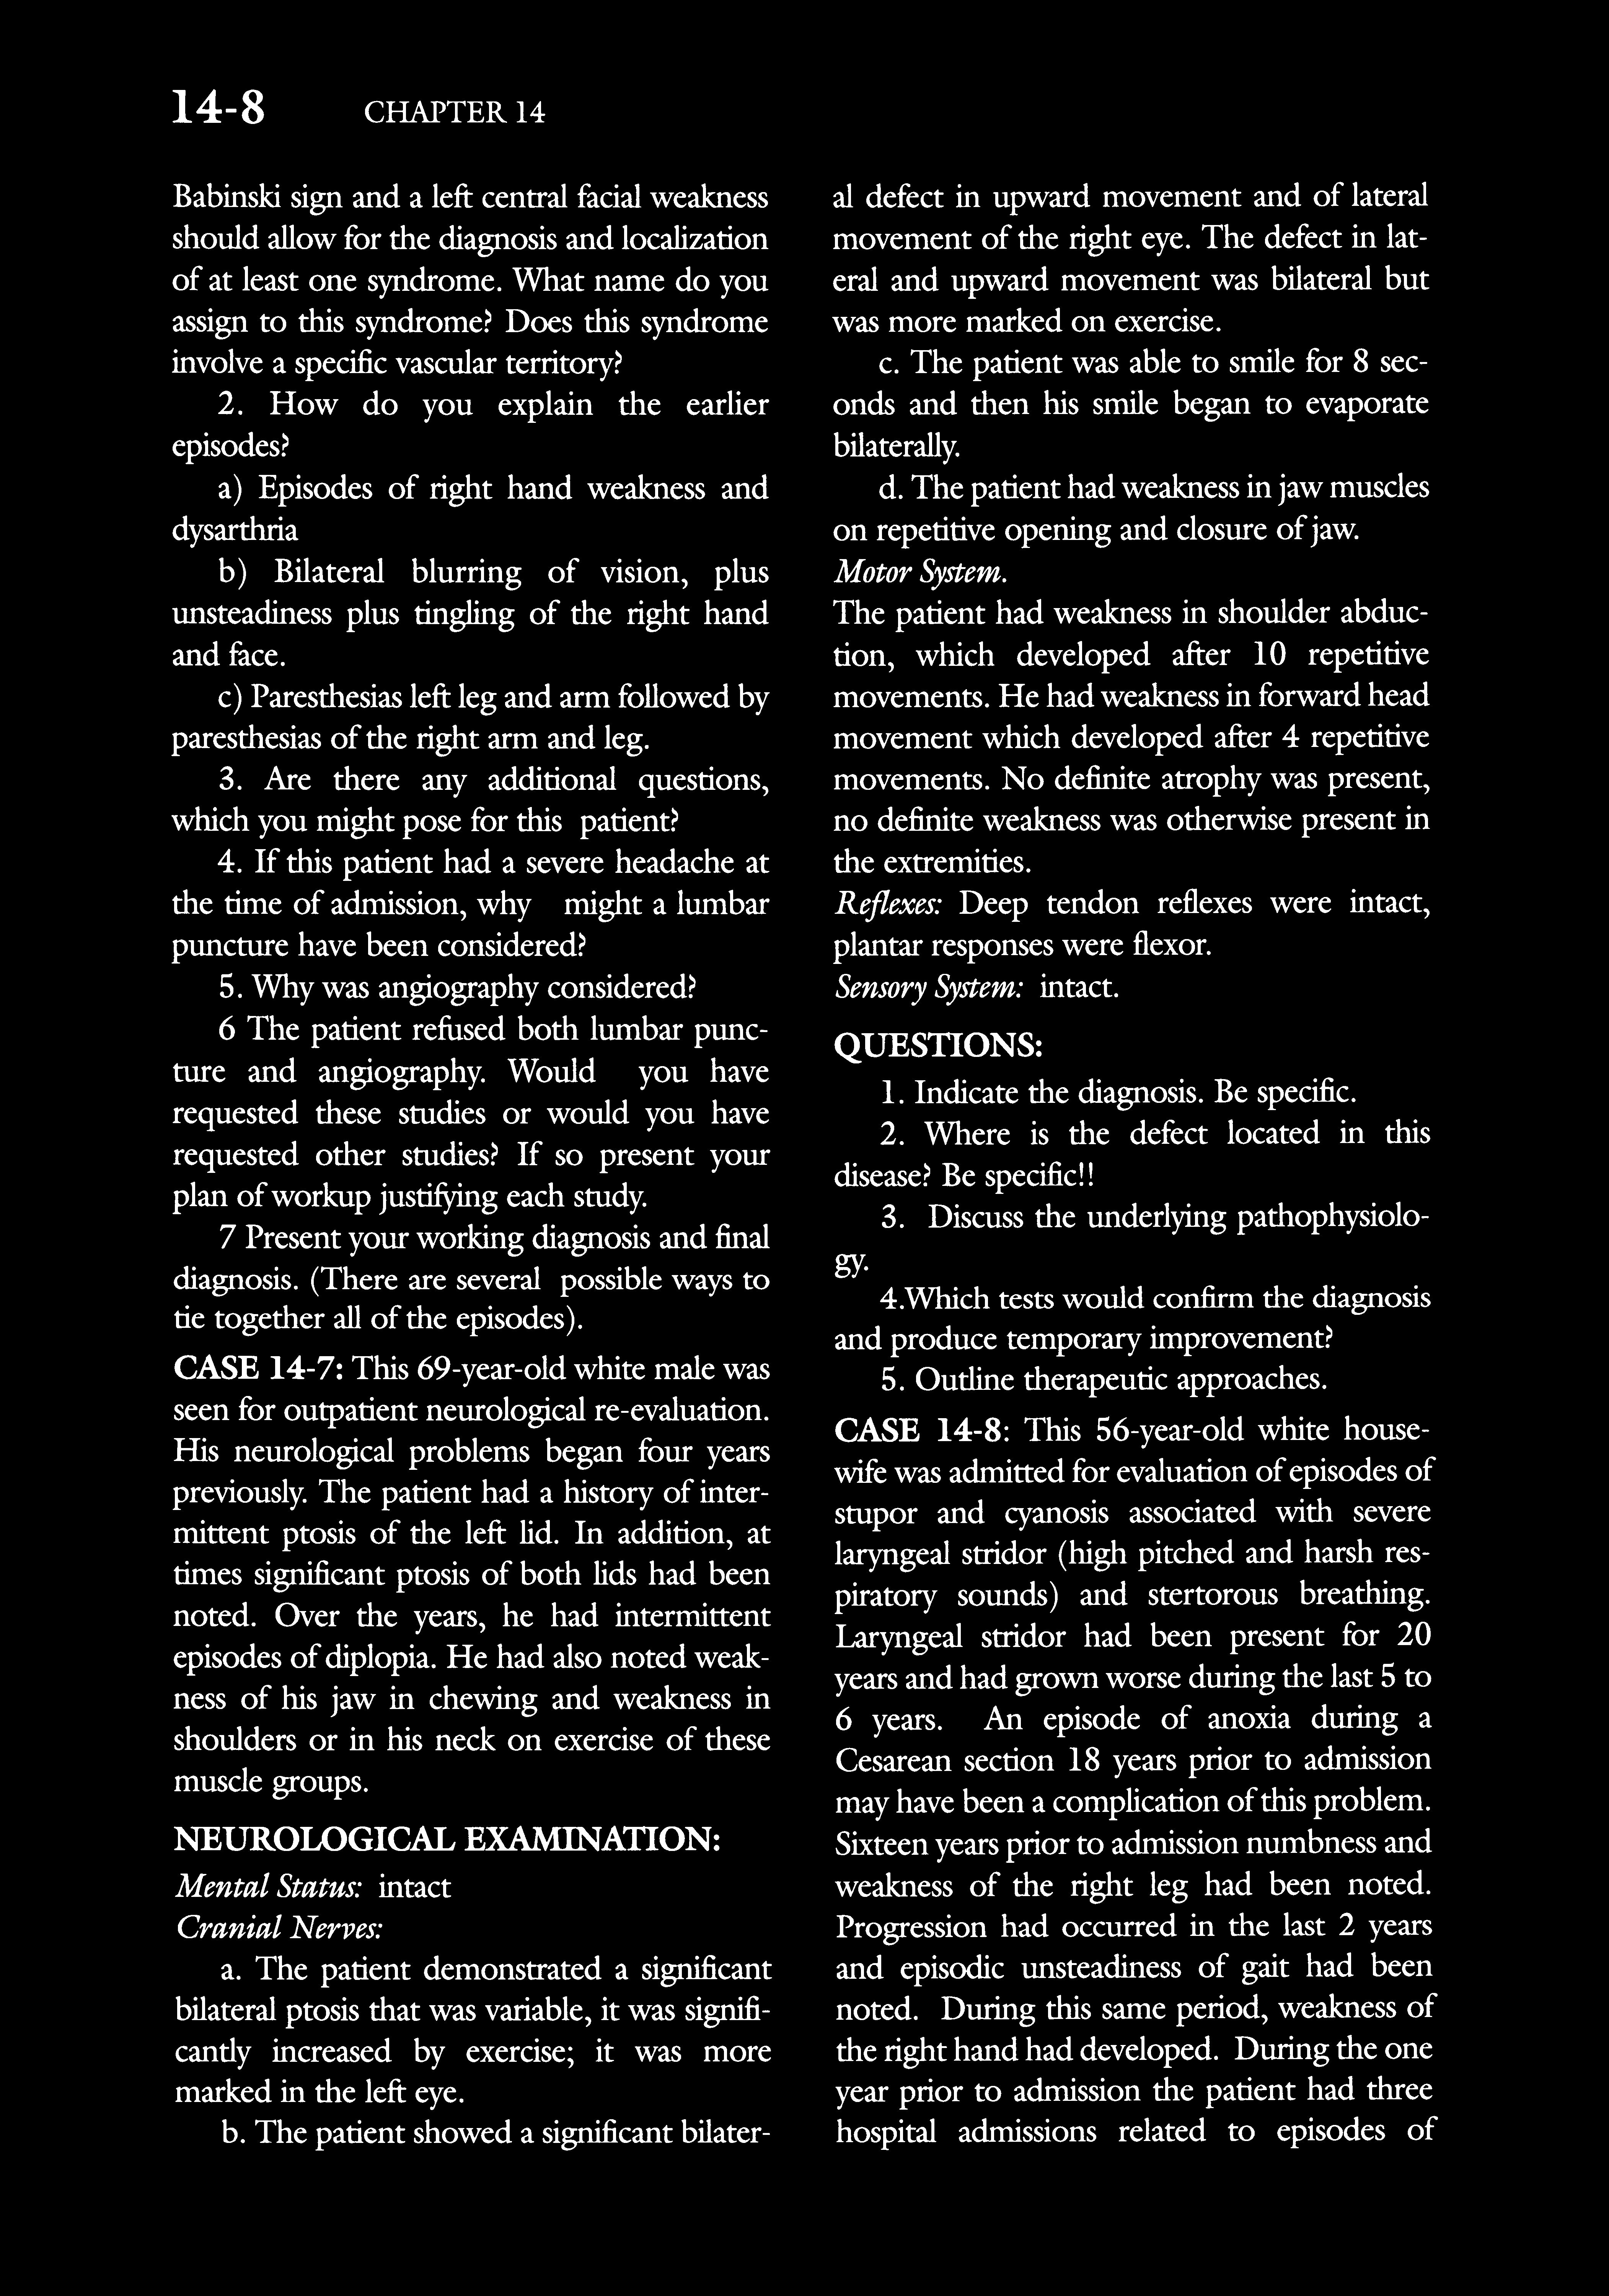 14-8 CHAPTER 14
Babinski sign and a left central facial weakness
should allow for the diagnosis and localization
of at least one syndrome. What name do you
assign to this syndrome? Does this syndrome
involve a specific vascular territory?
2. How do you explain the earlier
episodes?
a) Episodes of right hand weakness and
dysarthria
b) Bilateral blurring of vision, plus
unsteadiness plus tingling of the right hand
and face.
c) Paresthesias left leg and arm followed by
paresthesias of the right arm and leg.
3. Are there any additional questions,
which you might pose for this patient?
4. If this patient had a severe headache at
the time of admission, why might a lumbar
puncture have been considered?
5. Why was angiography considered?
6 The patient refused both lumbar punc-
ture and angiography. Would you have
requested these studies or would you have
requested other studies? If so present your
plan of workup justifying each study.
7 Present your working diagnosis and final
diagnosis. (There are several possible ways to
tie together all of the episodes).
CASE 14-7: This 69-year-old white male was
seen for outpatient neurological re-evaluation.
His neurological problems began four years
previously. The patient had a history of inter-
mittent ptosis of the left lid. In addition, at
times significant ptosis of both lids had been
noted. Over the years, he had intermittent
episodes of diplopia. He had also noted weak-
ness of his jaw in chewing and weakness in
shoulders or in his neck on exercise of these
muscle groups.
NEUROLOGICAL EXAMINATION:
Mental Status: intact
Cranial Nerves:
a. The patient demonstrated a significant
bilateral ptosis that was variable, it was signifi-
cantly increased by exercise; it was more
marked in the left eye.
b. The patient showed a significant bilater-
al defect in upward movement and of lateral
movement of the right eye. The defect in lat-
eral and upward movement was bilateral but
was more marked on exercise.
c. The patient was able to smile for 8 sec-
onds and then his smile began to evaporate
bilaterally.
d. The patient had weakness in jaw muscles
on repetitive opening and closure of jaw.
Motor System.
The patient had weakness in shoulder abduc-
tion, which developed after 10 repetitive
movements. He had weakness in forward head
movement which developed after 4 repetitive
movements. No definite atrophy was present,
no definite weakness was otherwise present in
the extremities.
Reflexes: Deep tendon reflexes were intact,
plantar responses were flexor.
Sensory System: intact.
QUESTIONS:
1. Indicate the diagnosis. Be specific.
2. Where is the defect located in this
disease? Be specific!!
3. Discuss the underlying pathophysiolo-
gy.
4.Which tests would confirm the diagnosis
and produce temporary improvement?
5. Outline therapeutic approaches.
CASE 14-8: This 56-year-old white house-
wife was admitted for evaluation of episodes of
stupor and cyanosis associated with severe
laryngeal stridor (high pitched and harsh res-
piratory sounds) and stertorous breathing.
Laryngeal stridor had been present for 20
years and had grown worse during the last 5 to
6 years. An episode of anoxia during a
Cesarean section 18 years prior to admission
may have been a complication of this problem.
Sixteen years prior to admission numbness and
weakness of the right leg had been noted.
Progression had occurred in the last 2 years
and episodic unsteadiness of gait had been
noted. During this same period, weakness of
the right hand had developed. During the one
year prior to admission the patient had three
hospital admissions related to episodes of